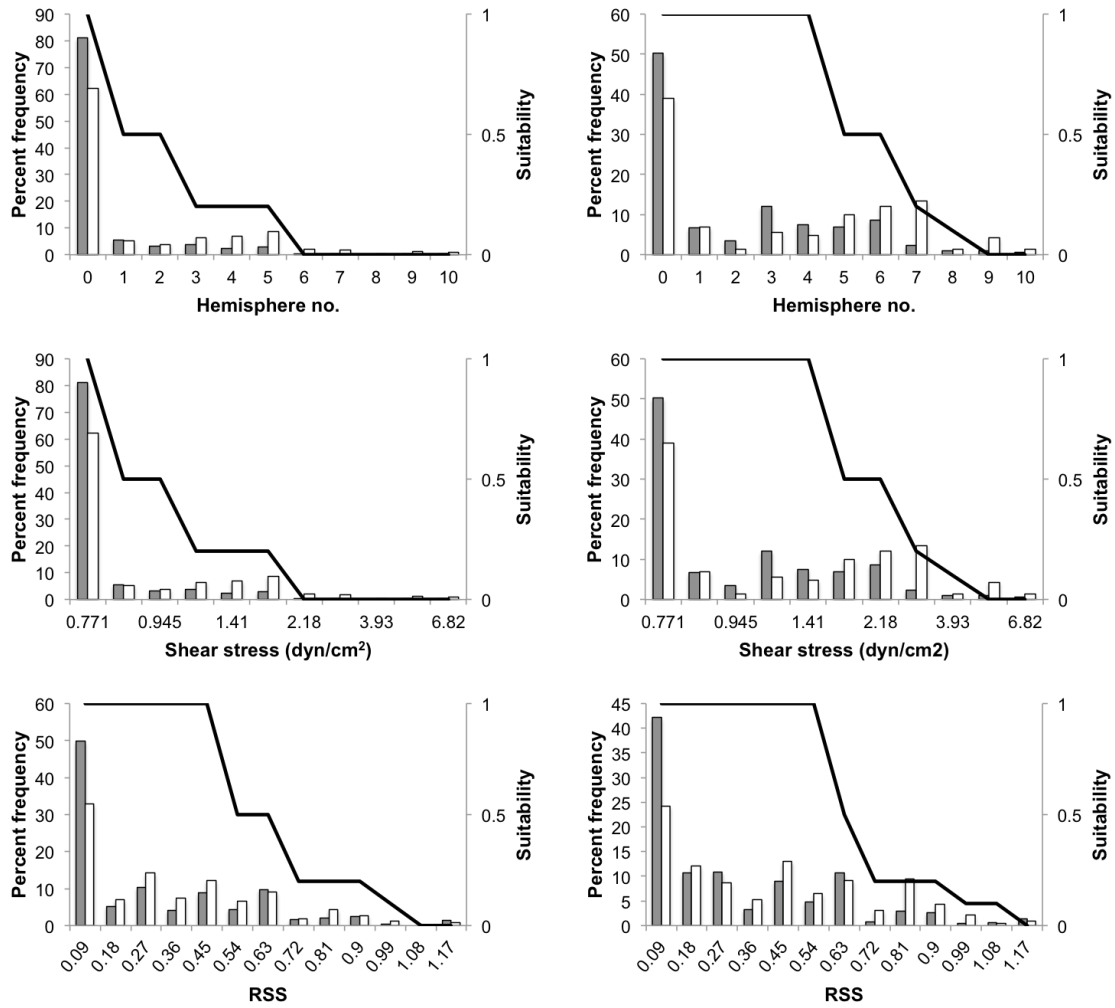 Percent frequency
90
80
70
60
50
40
30
20
10
0
1
0.5
0
Suitability
0 1 2 3 4 5 6 7 8 9 10
Hemisphere no.
Percent frequency
60
50
40
30
20
10
0
1
0.5
0
Suitability
0 1 2 3 4 5 6 7 8 9 10
Hemisphere no.
Percent frequency
90
80
70
60
50
40
30
20
10
0
1
0.5
0
Suitability
0.771 0.945 1.41 2.18 3.93 6.82
Shear stress (dyn/cm²)
Percent frequency
60
50
40
30
20
10
0
1
0.5
0
Suitability
0.771 0.945 1.41 2.18 3.93 6.82
Shear stress (dyn/cm2)
Percent frequency
60
50
40
30
20
10
0
1
0.5
0
Suitability
0.09 0.18 0.27 0.36 0.45 0.54 0.63 0.72 0.81 0.9 0.99 1.08 1.17
RSS
Percent frequency
45
40
35
30
25
20
15
10
5
0
1
0.5
0
Suitability
0.09 0.18 0.27 0.36 0.45 0.54 0.63 0.72 0.81 0.9 0.99 1.08 1.17
RSS